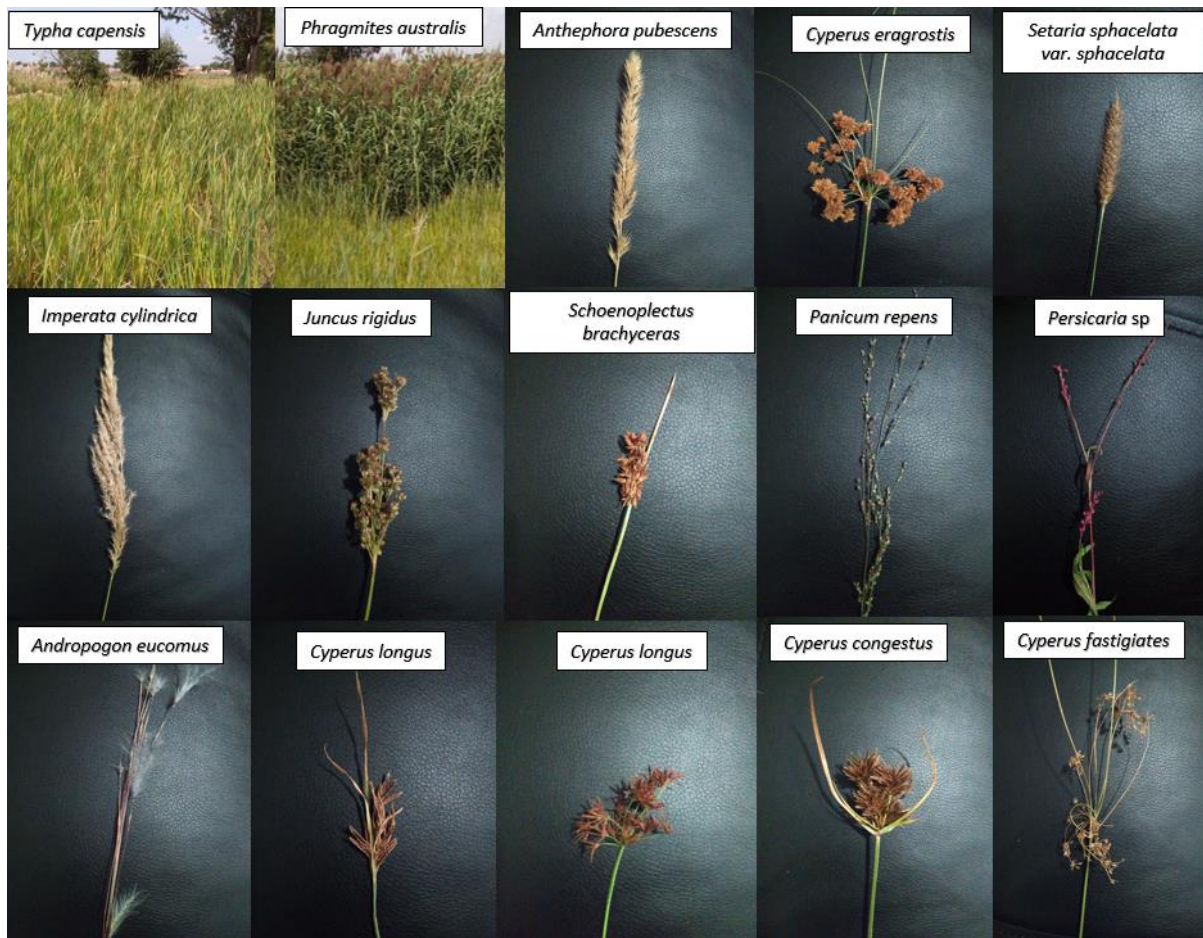 Typha capensis
Phragmites australis
Anthephora pubescens
Cyperus eragrostis
Setaria sphacelata
var. sphacelata
Imperata cylindrica
Juncus rigidus
Schoenoplectus
brachyceras
Panicum repens
Persicaria sp
Andropogon eucomus
Cyperus longus
Cyperus longus
Cyperus congestus
Cyperus fastigiates